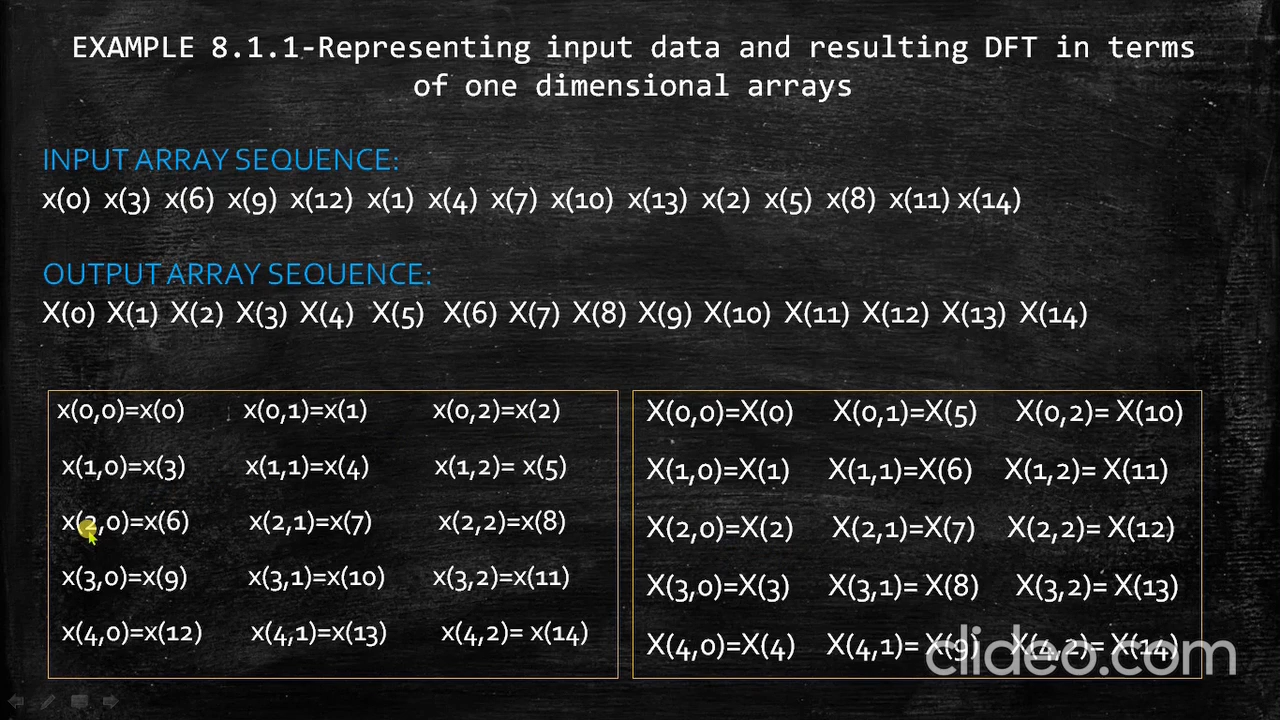 EXAMPLE 8.1.1-Representing input data and resulting DFT in terms
of one dimensional arrays
INPUT ARRAY SEQUENCE:
x(0) x(3) x(6) x(9) x(12) x(1) x(4) x(7) x(10) x(13) x(2) x(5) x(8) x(11) x(14)
OUTPUT ARRAY SEQUENCE:
X(0) X(1) X(2) X(3) X(4) X(5) X(6) X(7) X(8) X(9) X(10) X(11) X(12) X(13) X(14)
x(0,0)=x(0) x(0,1)=x(1) x(0,2)=x(2)
x(1,0)=x(3) x(1,1)=x(4) x(1,2)= x(5)
x(2,0)=x(6) x(2,1)=x(7) x(2,2)=x(8)
x(3,0)=x(9) x(3,1)=x(10) x(3,2)=x(11)
x(4,0)=x(12) x(4,1)=x(13) x(4,2)= x(14)
X(0,0)=X(0) X(0,1)=X(5) X(0,2)= X(10)
X(1,0)=X(1) X(1,1)=X(6) X(1,2)= X(11)
X(2,0)=X(2) X(2,1)=X(7) X(2,2)= X(12)
X(3,0)=X(3) X(3,1)= X(8) X(3,2)= X(13)
X(4,0)=X(4) X(4,1)= X(9) X(4,2)= X(14)
clideo.com